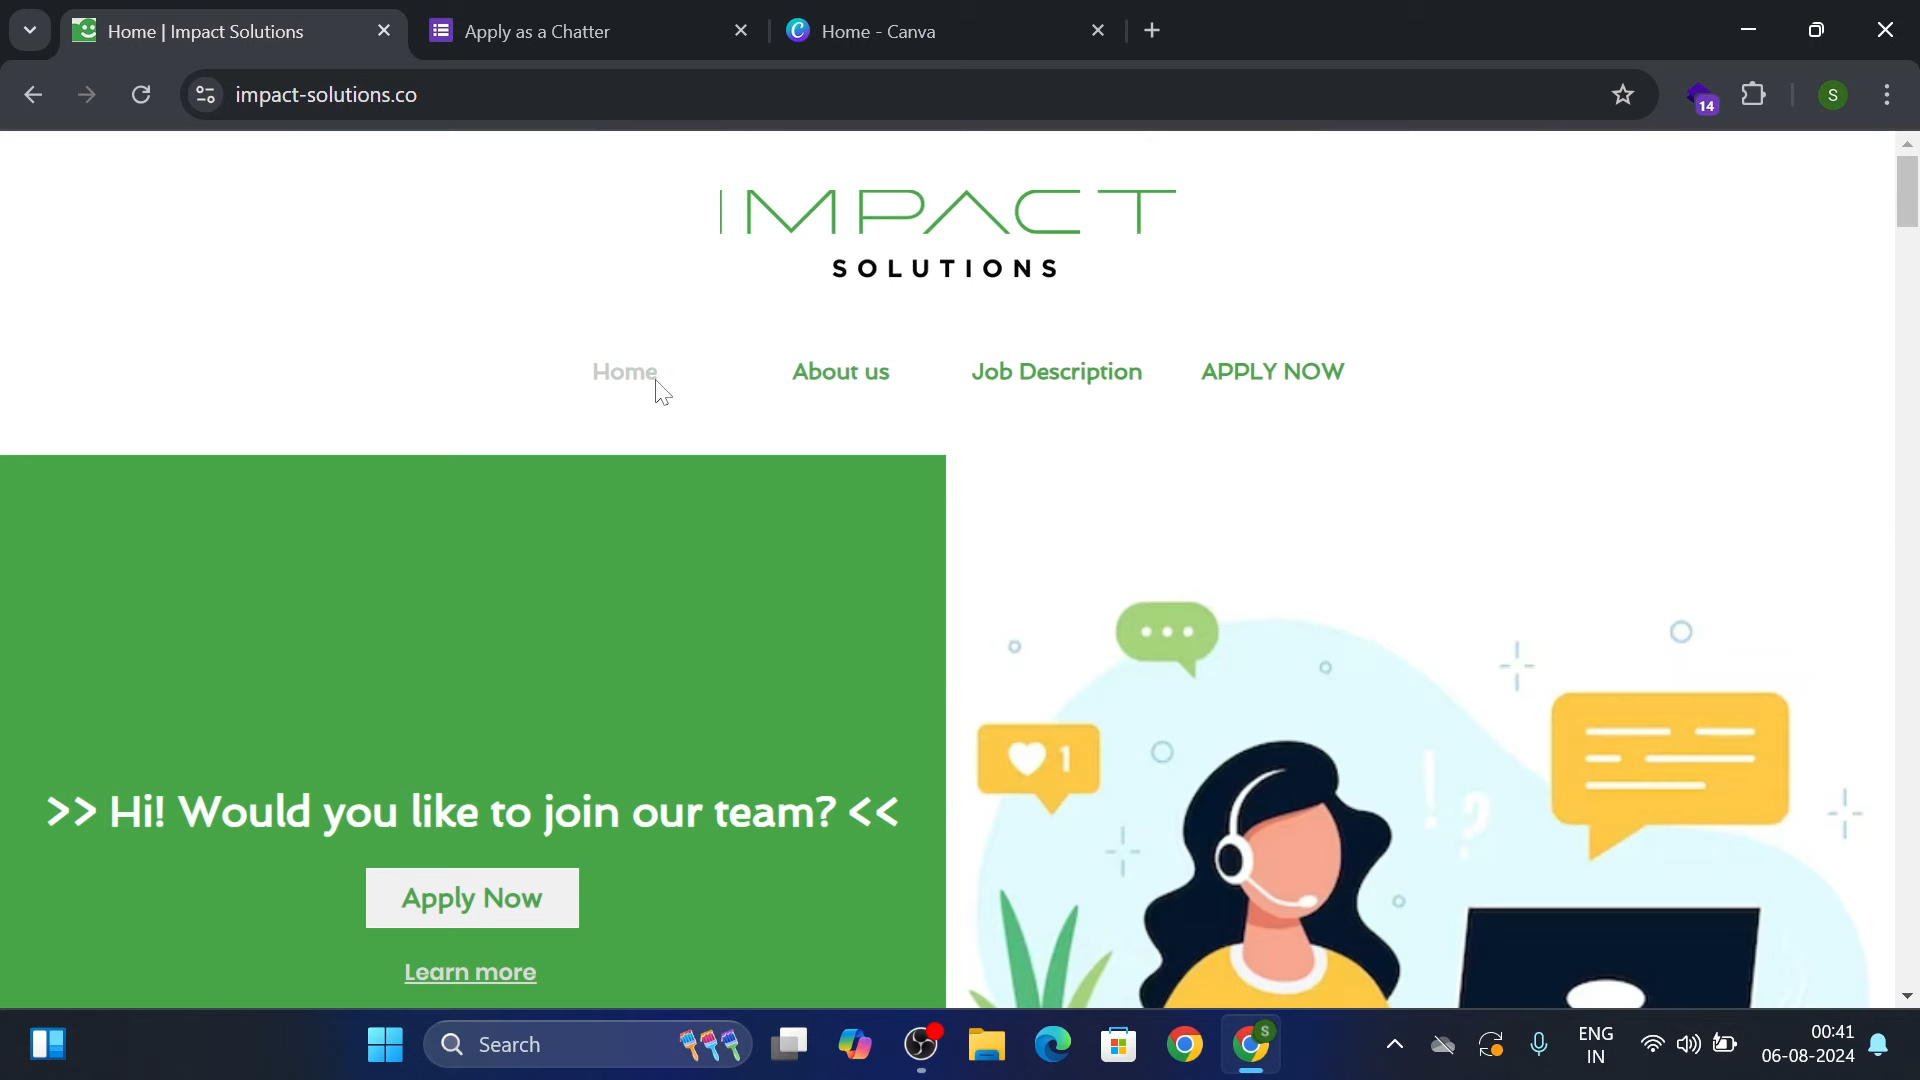 Home | Impact Solutions
Apply as a Chatter
Home - Canva
impact-solutions.co
14
S
IMPACT
SOLUTIONS
Home
About us
Job Description
APPLY NOW
>> Hi! Would you like to join our team? <<
Apply Now
Learn more
1
! ?
Search
S
ENG
IN
00:41
06-08-2024